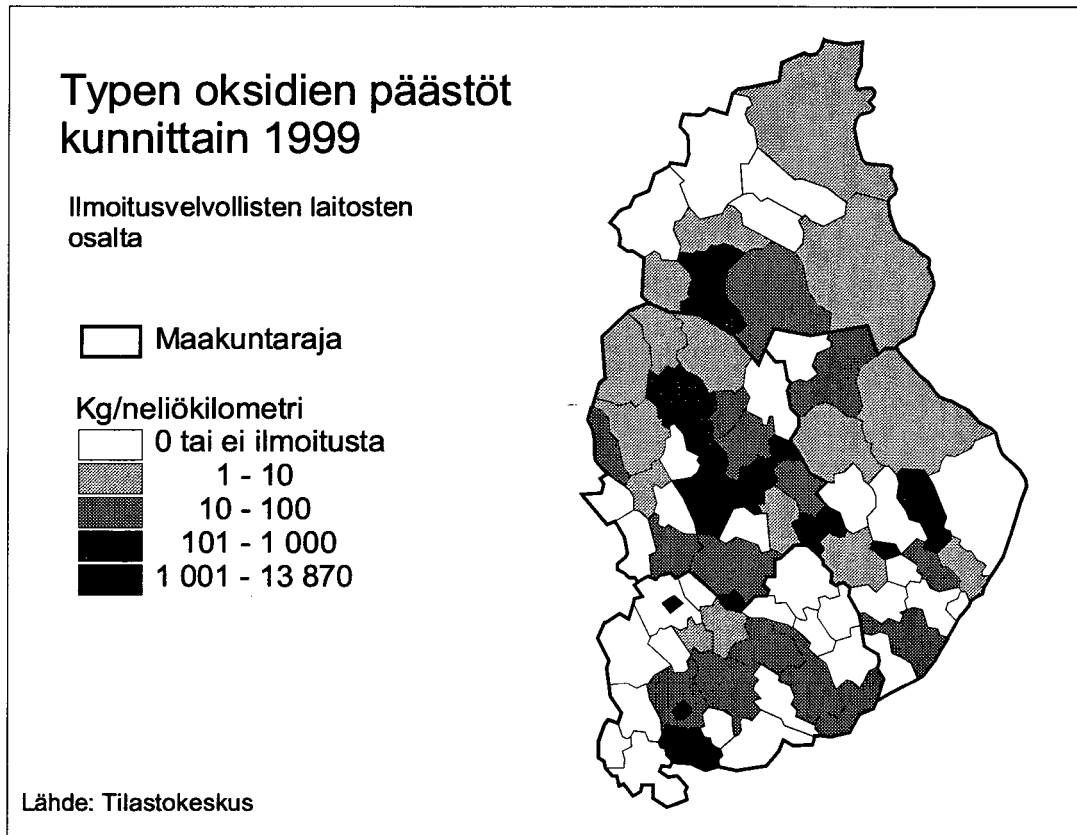 Typen oksidien päästöt
kunnittain 1999
Ilmoitusvelvollisten laitosten
osalta
Maakuntaraja
Kg/neliökilometri
0 tai ei ilmoitusta
1 - 10
10 - 100
101 - 1 000
1 001 - 13 870
Lähde: Tilastokeskus